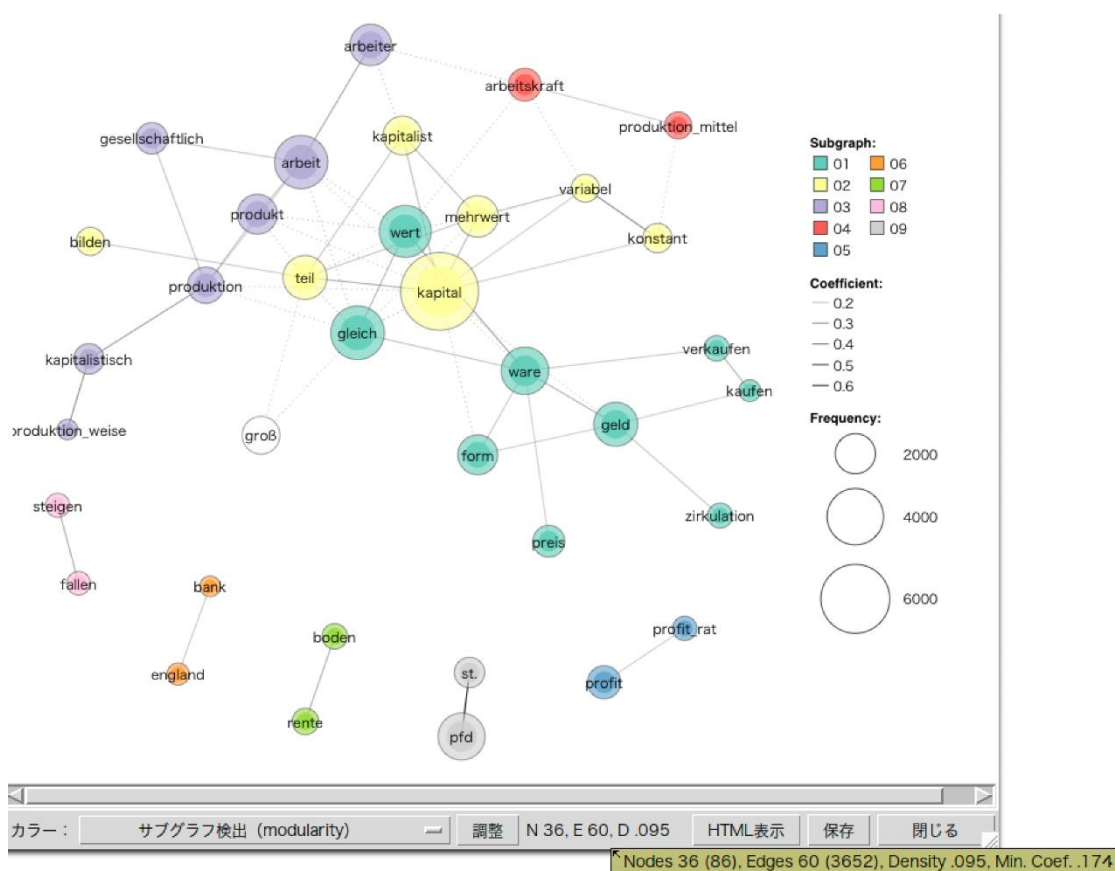 arbeiter
arbeitskraft
produktion_mittel
gesellschaftlich
kapitalist
arbeit
variabel
produkt
mehrwert
wert
konstant
bilden
teil
produktion
kapital
gleich
verkaufen
kapitalistisch
ware
kaufen
produktion_weise
geld
groß
form
steigen
zirkulation
preis
fallen
bank
boden
profit_rat
england
st.
profit
rente
pfd
Subgraph:
01 06
02 07
03 08
04 09
05
Coefficient:
0.2
0.3
0.4
0.5
0.6
Frequency:
2000
4000
6000
カラー： サブグラフ検出（modularity） 調整 N 36, E 60, D .095 HTML表示 保存 閉じる
Nodes 36 (86), Edges 60 (3652), Density .095, Min. Coef. .174